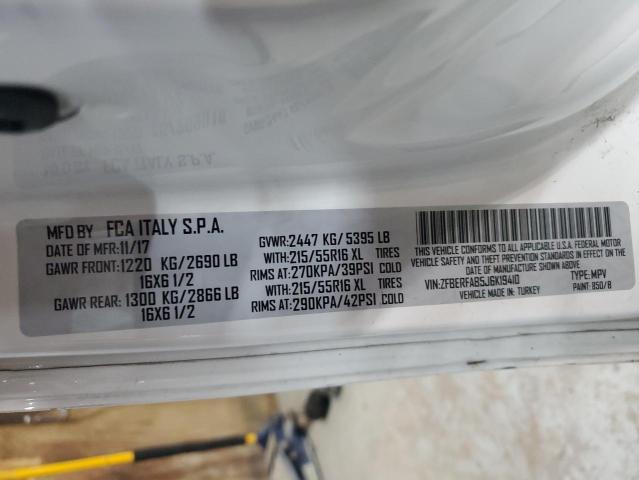 MFD BY FCA ITALY S.P.A.
DATE OF MFR:11/17
GAWR FRONT:1220 KG/2690 LB
16X6 1/2
GAWR REAR: 1300 KG/2866 LB
16X6 1/2
GVWR:2447 KG/5395 LB
WITH:215/55R16 XL TIRES
RIMS AT:270KPA/39PSI COLD
WITH:215/55R16 XL TIRES
RIMS AT:290KPA/42PSI COLD
THIS VEHICLE CONFORMS TO ALL APPLICABLE U.S.A. FEDERAL MOTOR
VEHICLE SAFETY AND THEFT PREVENTION STANDARDS IN EFFECT ON THE
DATE OF MANUFACTURE SHOWN ABOVE.
VIN:ZFBERFAB5J6K19410 TYPE: MPV
MADE IN: TURKEY PAINT: 850/B